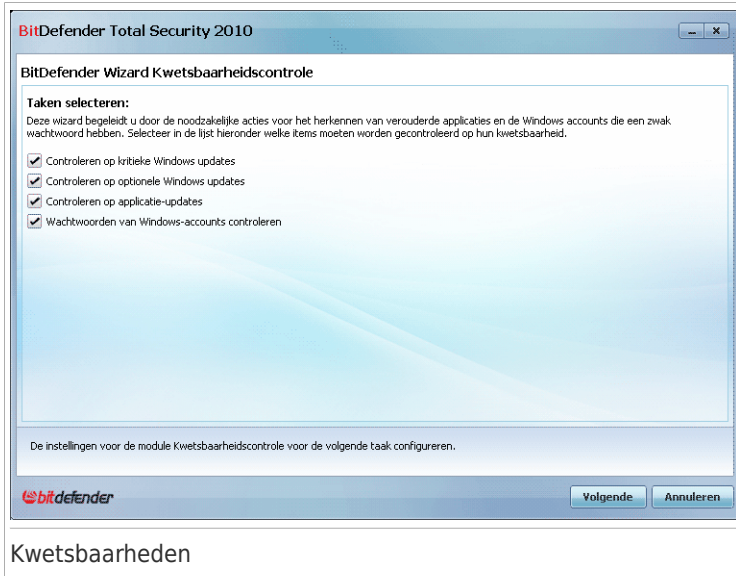 BitDefender Total Security 2010
BitDefender Wizard Kwetsbaarheidscontrole
Taken selecteren:
Deze wizard begeleidt u door de noodzakelijke acties voor het herkennen van verouderde applicaties en de Windows accounts die een zwak
wachtwoord hebben. Selecteer in de lijst hieronder welke items moeten worden gecontroleerd op hun kwetsbaarheid.
Controleren op kritieke Windows updates
Controleren op optionele Windows updates
Controleren op applicatie-updates
Wachtwoorden van Windows-accounts controleren
De instellingen voor de module Kwetsbaarheidscontrole voor de volgende taak configureren.
bitdefender
Volgende
Annuleren
Kwetsbaarheden